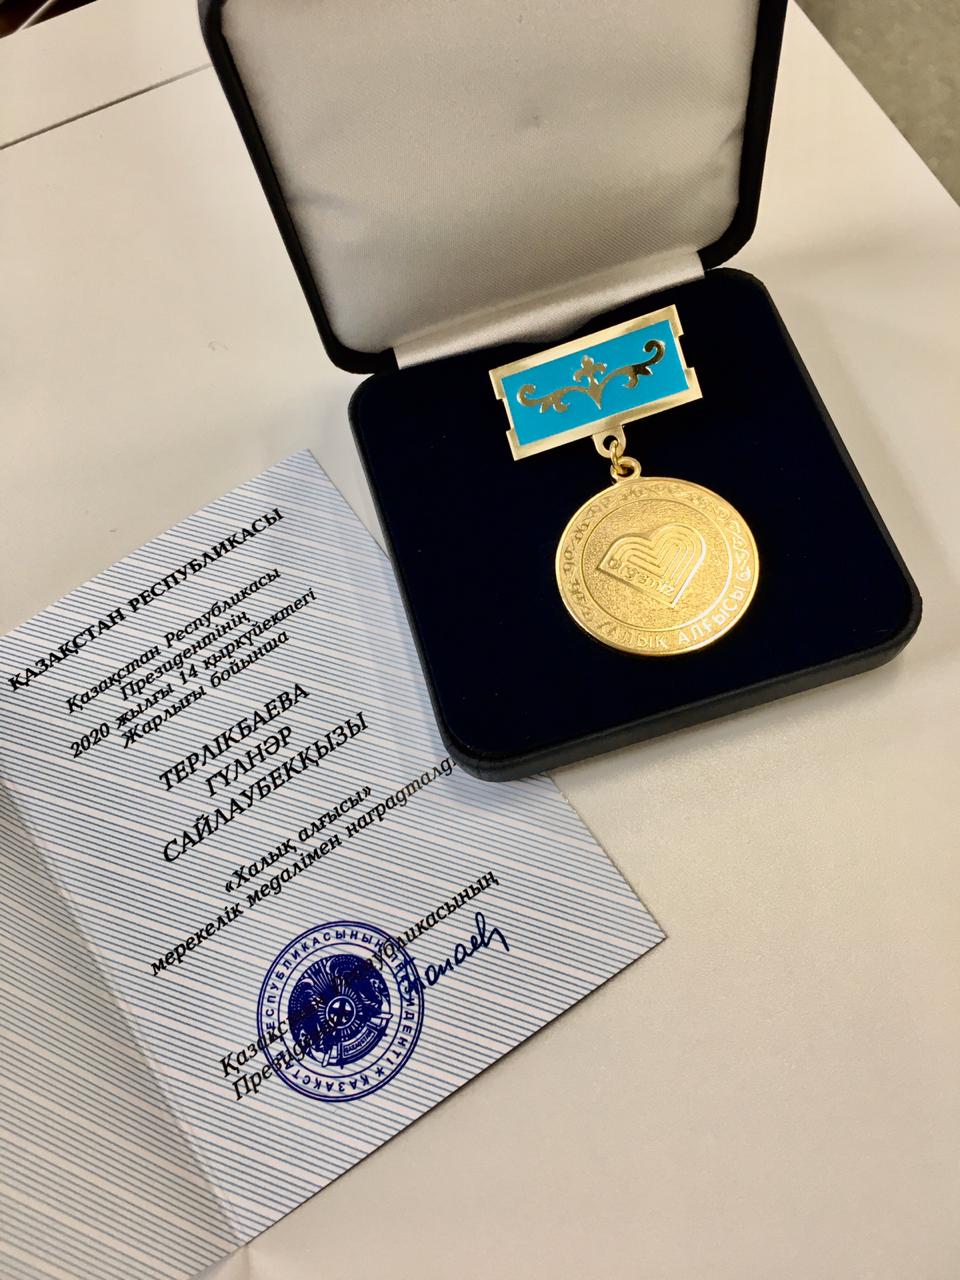 ҚАЗАҚСТАН РЕСПУБЛИКАСЫ
Қазақстан Республикасы
Президентінің
2020 жылғы 14 қыркүйектегі
Жарлығы бойынша
ТЕРЛІКБАЕВА
ГҮЛНӘР
САЙЛАУБЕКҚЫЗЫ
«Халық алғысы»
мерекелік медалімен наградталды
Қазақстан Республикасының
Президенті
ХАЛЫҚ АЛҒЫСЫ